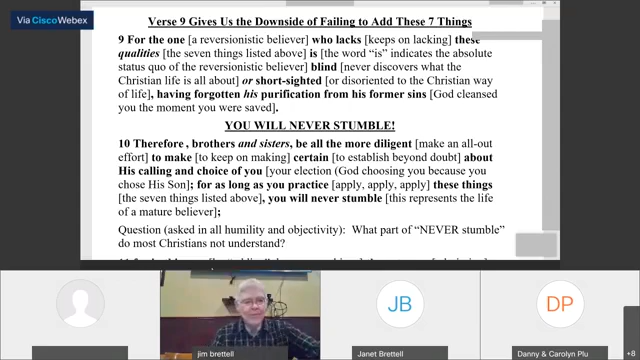 Via Cisco Webex
Verse 9 Gives Us the Downside of Failing to Add These 7 Things
9 For the one [a reversionistic believer] who lacks [keeps on lacking] these
qualities [the seven things listed above] is [the word “is” indicates the absolute
status quo of the reversionistic believer] blind [never discovers what the
Christian life is all about] or short-sighted [or disoriented to the Christian way
of life], having forgotten his purification from his former sins [God cleansed
you the moment you were saved].
YOU WILL NEVER STUMBLE!
10 Therefore, brothers and sisters, be all the more diligent [make an all-out
effort] to make [to keep on making] certain [to establish beyond doubt] about
His calling and choice of you [your election (God choosing you because you
chose His Son]; for as long as you practice [apply, apply, apply] these things
[the seven things listed above], you will never stumble [this represents the life
of a mature believer];
Question (asked in all humility and objectivity): What part of “NEVER stumble”
do most Christians not understand?
JB
DP
jim brettell
Janet Brettell
Danny & Carolyn Plu
+8